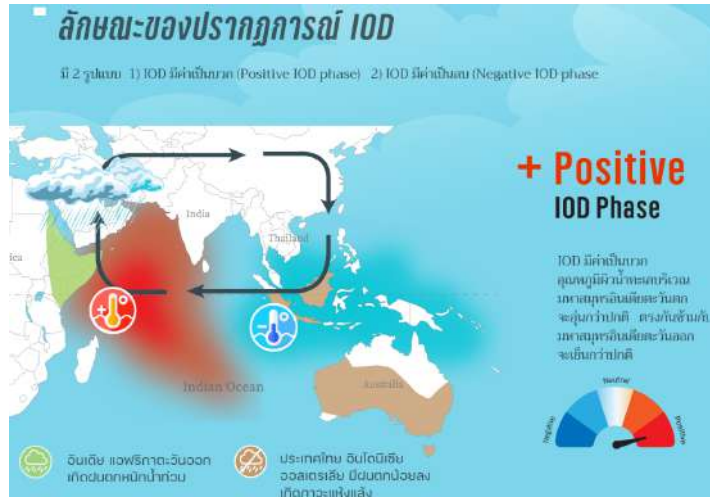 ลักษณะของปรากฏการณ์ IOD
มี 2 รูปแบบ 1) IOD มีค่าเป็นบวก (Positive IOD phase) 2) IOD มีค่าเป็นลบ (Negative IOD phase
+ Positive
IOD Phase
India
Thailand
ica
Indian Ocean
Australia
IOD มีค่าเป็นบวก
อุณหภูมิผิวน้ำทะเลบริเวณ
มหาสมุทรอินเดียตะวันตก
จะอุ่นกว่าปกติ ตรงกันข้ามกับ
มหาสมุทรอินเดียตะวันออก
จะเย็นกว่าปกติ
Neutral
Negative
Positive
อินเดีย แอฟริกาตะวันออก
เกิดฝนตกหนักน้ำท่วม
ประเทศไทย อินโดนีเซีย
ออสเตรเลีย มีฝนตกน้อยลง
เกิดภาวะแห้งแล้ง